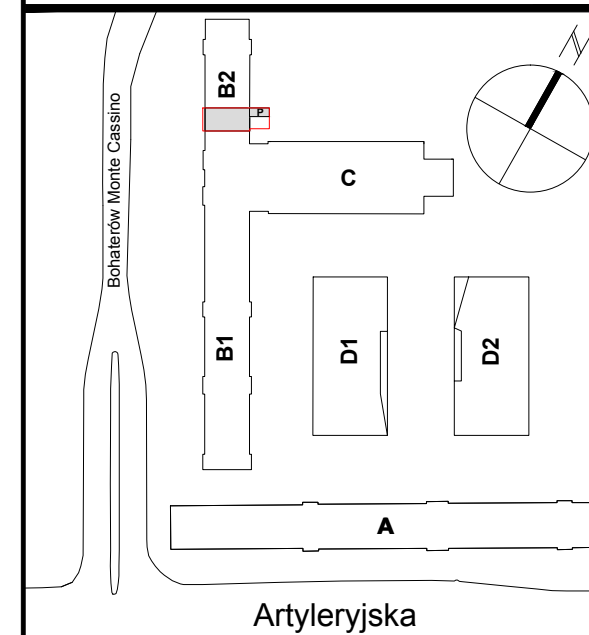 B2
P
N
Bohaterów Monte Cassino
C
B1
D1
D2
A
Artyleryjska